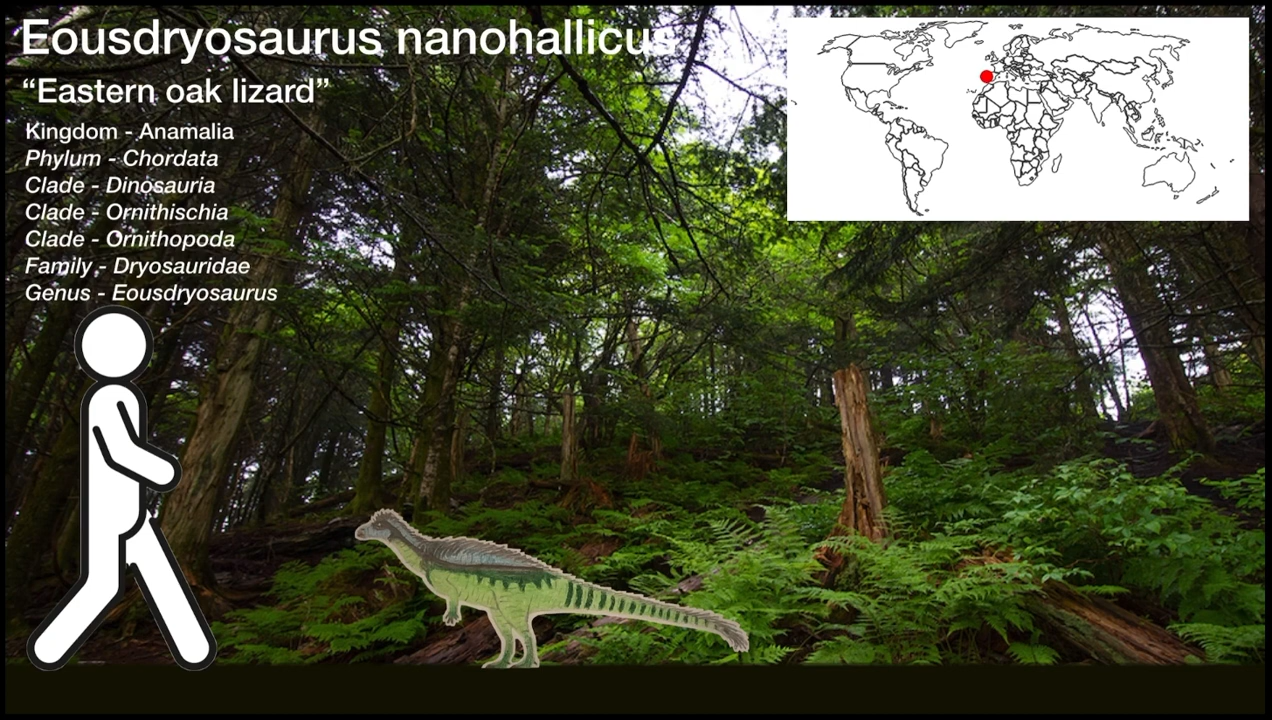 Eousdryosaurus nanohallicus
“Eastern oak lizard”
Kingdom - Anamalia
Phylum - Chordata
Clade - Dinosauria
Clade - Ornithischia
Clade - Ornithopoda
Family - Dryosauridae
Genus - Eousdryosaurus